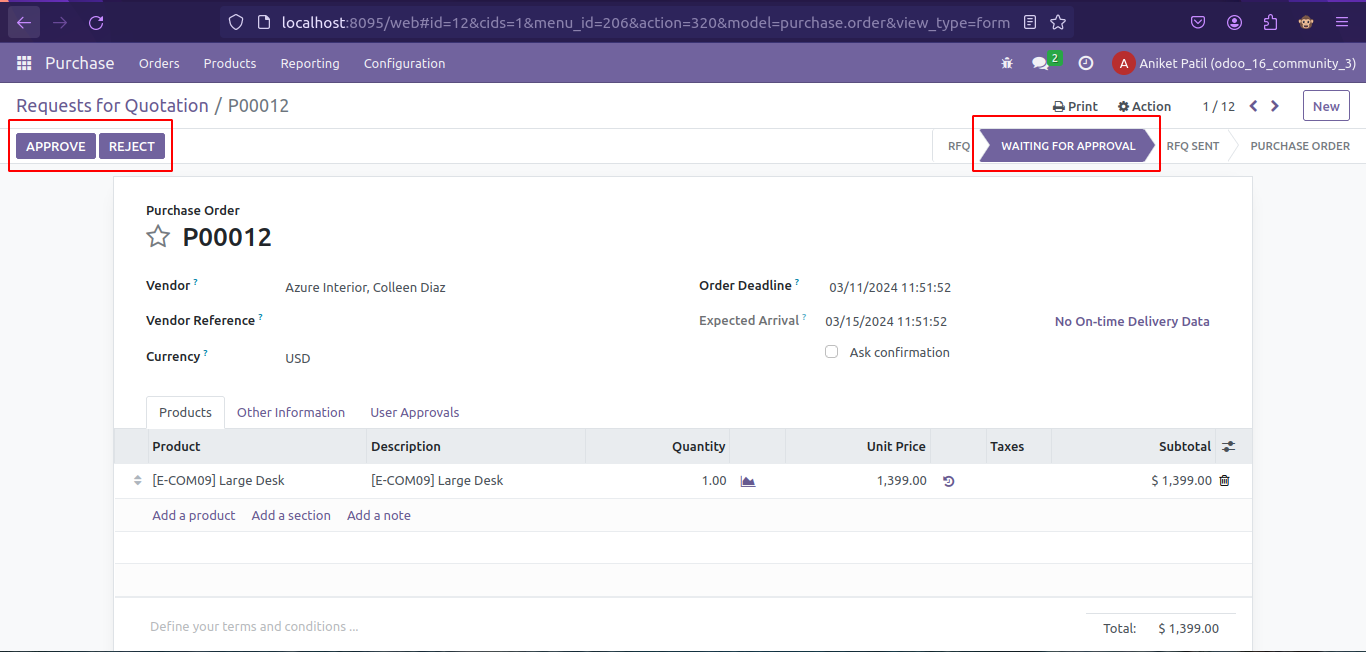 localhost:8095/web#id=12&cids=1&menu_id=206&action=320&model=purchase.order&view_type=form
Purchase Orders Products Reporting Configuration 2 A Aniket Patil (odoo_16_community_3)
Requests for Quotation / P00012 Print Action 1 / 12 New
APPROVE REJECT RFQ WAITING FOR APPROVAL RFQ SENT PURCHASE ORDER
Purchase Order
P00012
Vendor ? Azure Interior, Colleen Diaz Order Deadline ? 03/11/2024 11:51:52
Vendor Reference ? Expected Arrival ? 03/15/2024 11:51:52 No On-time Delivery Data
Ask confirmation
Currency ? USD
Products Other Information User Approvals
Product Description Quantity Unit Price Taxes Subtotal
[E-COM09] Large Desk [E-COM09] Large Desk 1.00 1,399.00 $ 1,399.00
Add a product Add a section Add a note
Define your terms and conditions ... Total: $ 1,399.00